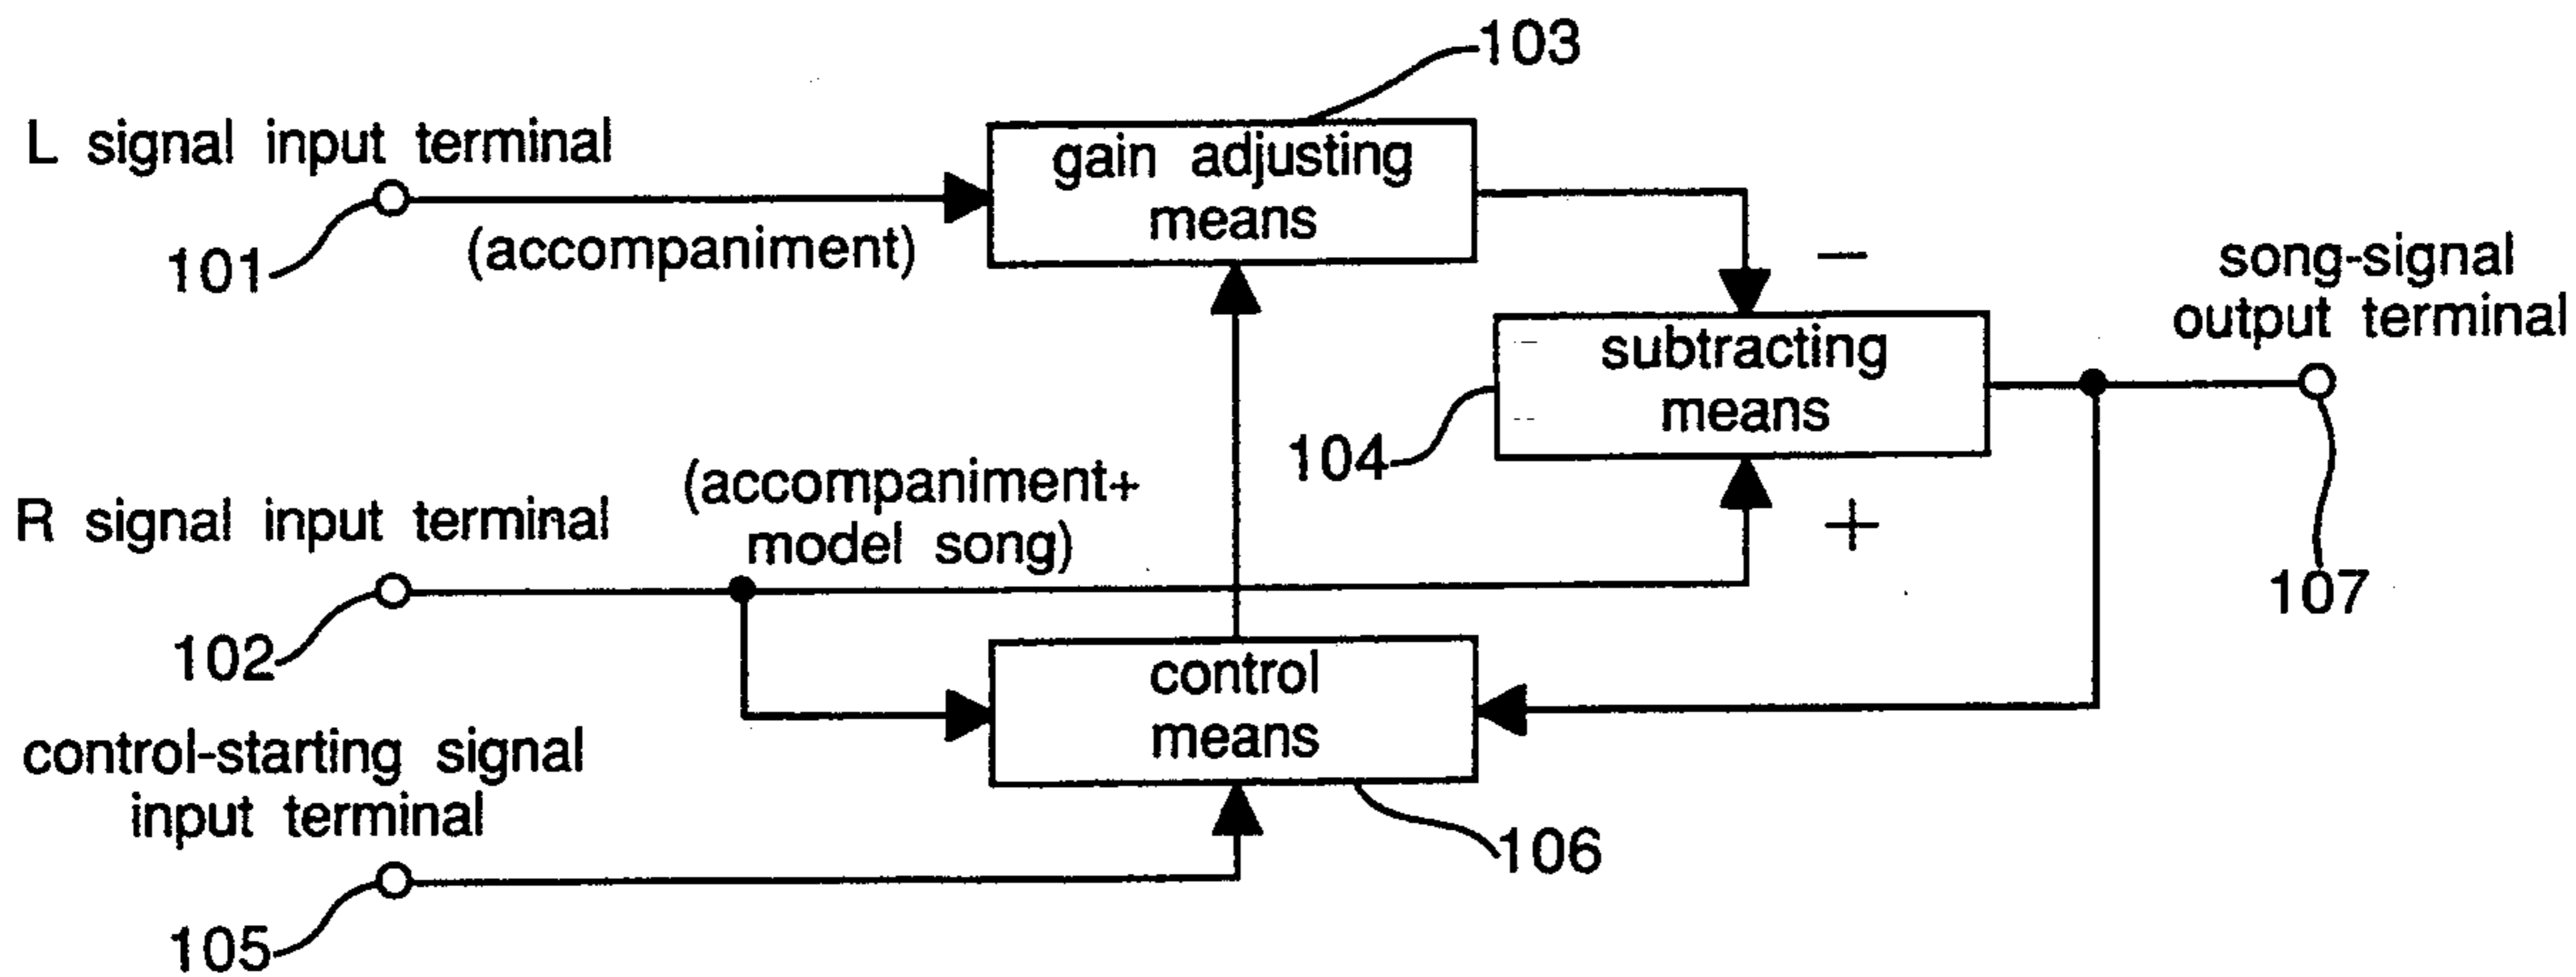 103
L signal input terminal
gain adjusting
means
101
(accompaniment)
−
song-signal
output terminal
subtracting
means
104
(accompaniment+
model song)
R signal input terminal
+
107
102
control
means
control-starting signal
input terminal
106
105